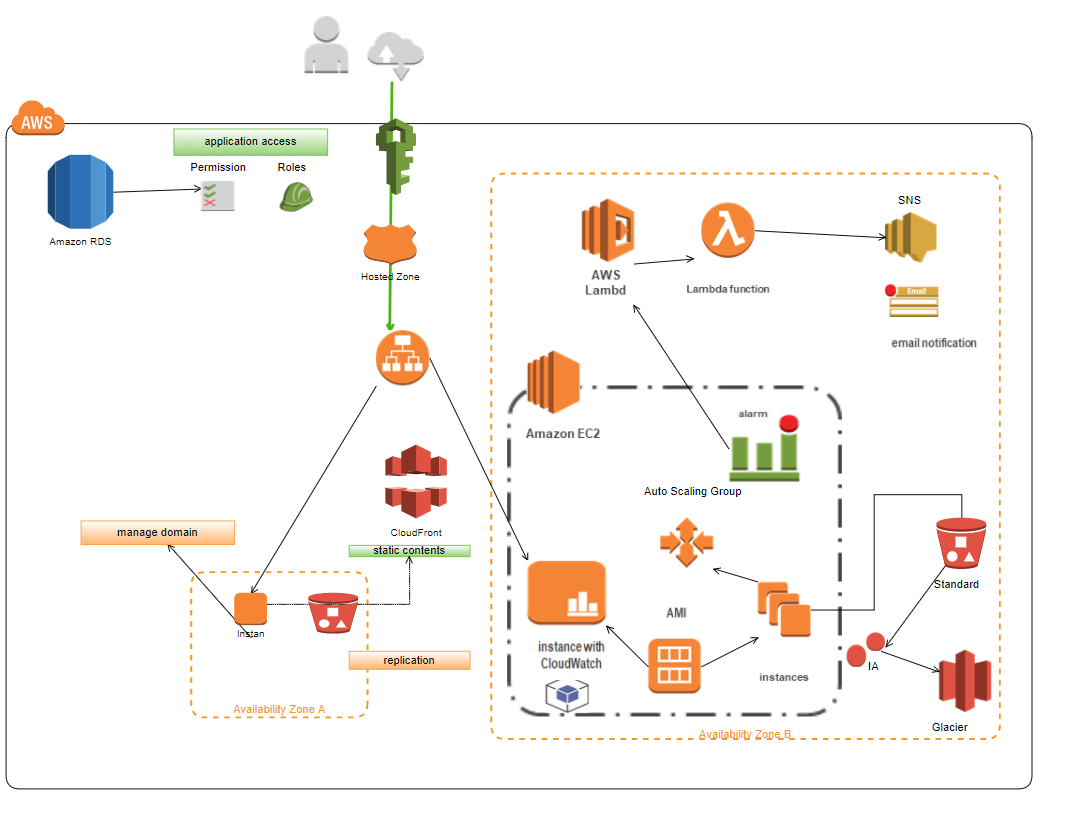 AWS
application access
Permission
Roles
Amazon RDS
Hosted Zone
SNS
AWS
Lambd
Lambda function
Email
email notification
Amazon EC2
alarm
Auto Scaling Group
CloudFront
static contents
manage domain
Standard
Instan
AMI
instance with
CloudWatch
instances
replication
IA
Availability Zone A
Glacier
Availability Zone B